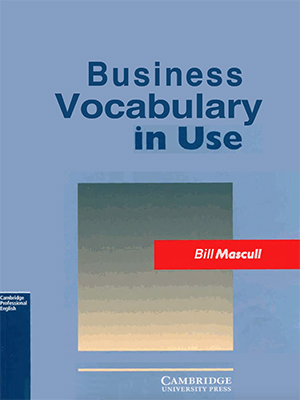 Business
Vocabulary
in Use
Bill Mascull
Cambridge
Professional
English
CAMBRIDGE
UNIVERSITY PRESS